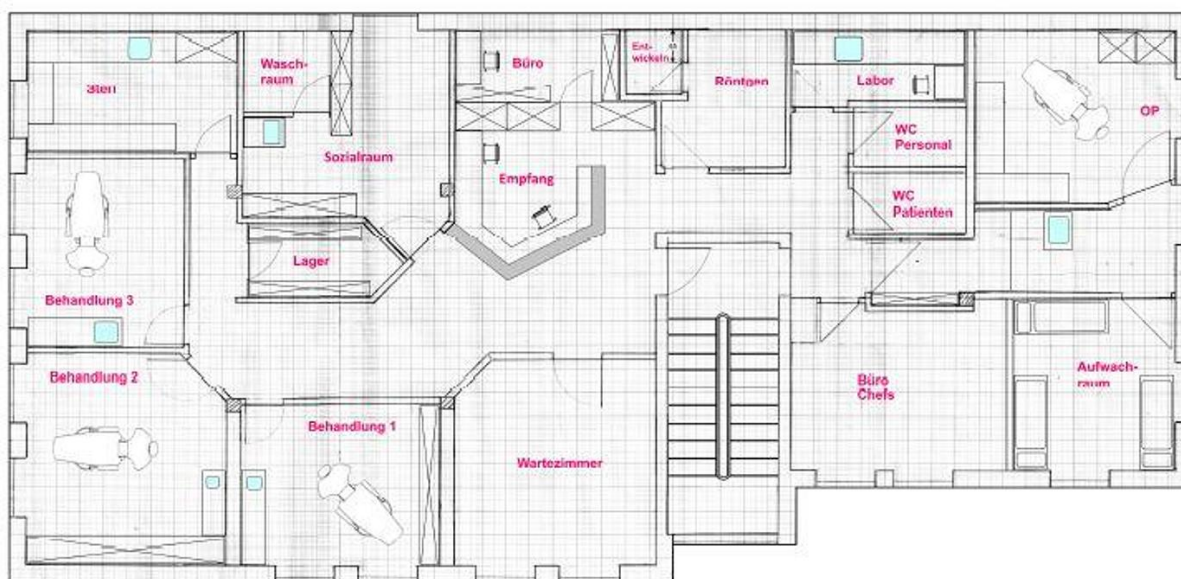 Steri
Wasch-
raum
Sozialraum
Büro
Empfang
Ent-
wickeln
Röntgen
Labor
WC
Personal
WC
Patienten
OP
Lager
Behandlung 3
Behandlung 2
Behandlung 1
Wartezimmer
Büro
Chefs
Aufwach-
raum